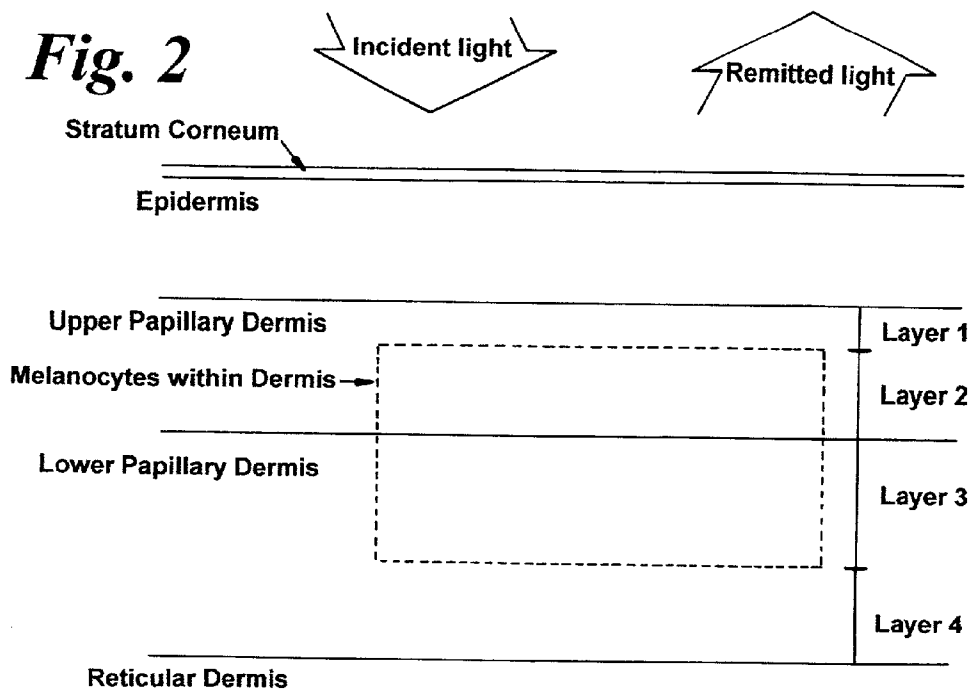 Fig. 2
Incident light
Remitted light
Stratum Corneum
Epidermis
Upper Papillary Dermis
Layer 1
Melanocytes within Dermis
Layer 2
Lower Papillary Dermis
Layer 3
Layer 4
Reticular Dermis